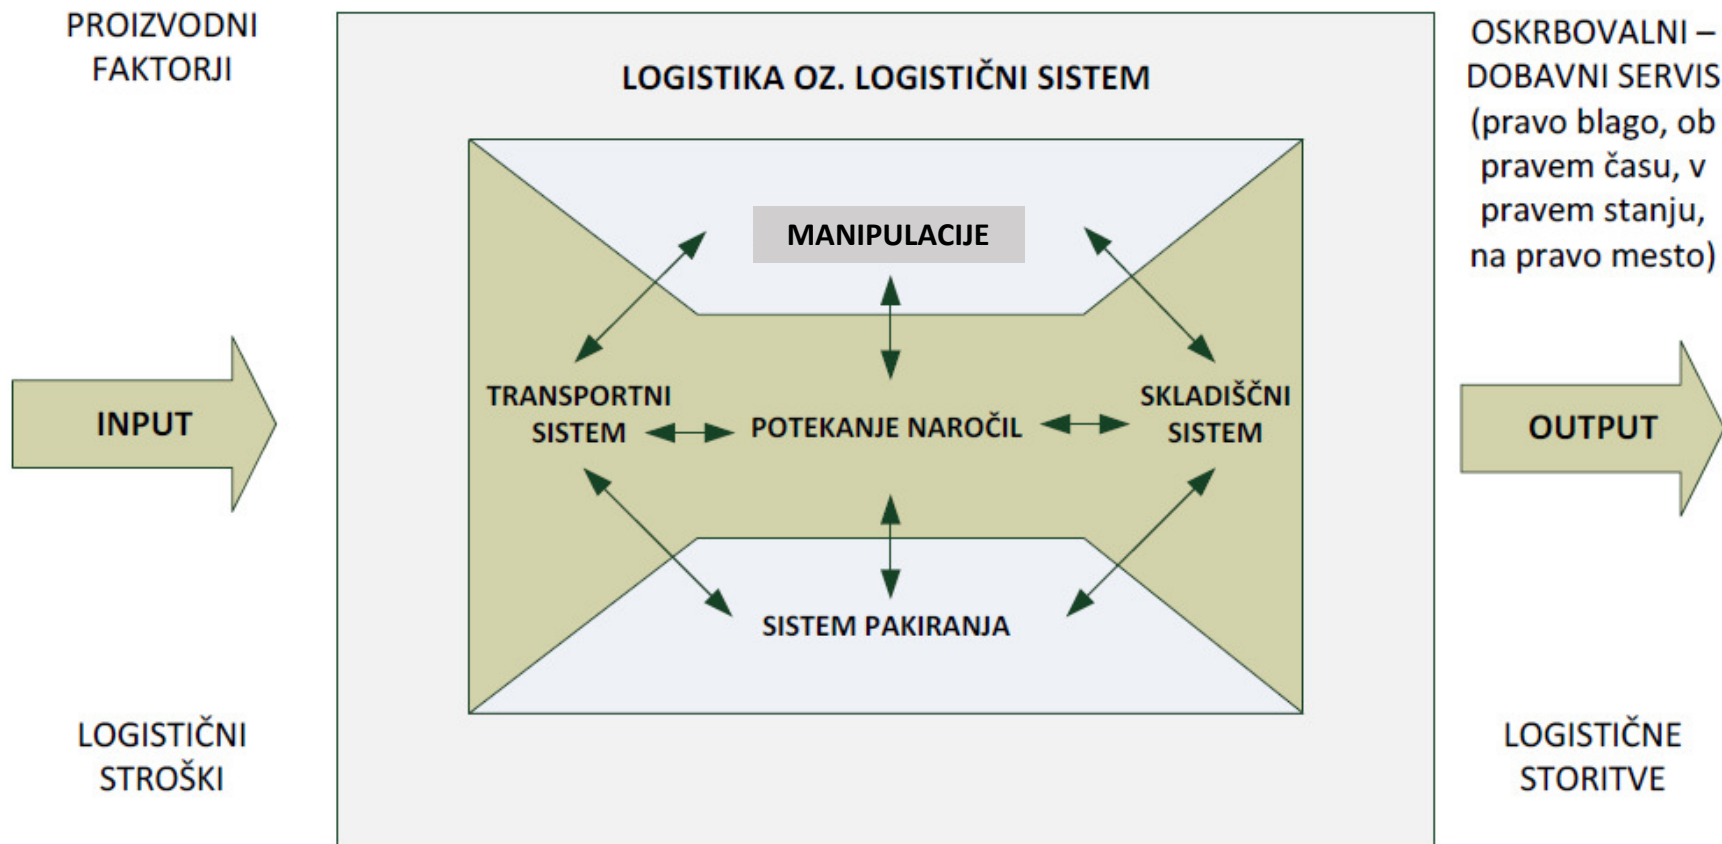 PROIZVODNI
FAKTORJI
LOGISTIKA OZ. LOGISTIČNI SISTEM
OSKRBOVALNI –
DOBAVNI SERVIS
(pravo blago, ob
pravem času, v
pravem stanju,
na pravo mesto)
MANIPULACIJE
INPUT
TRANSPORTNI
SISTEM
POTEKANJE NAROČIL
SKLADIŠČNI
SISTEM
OUTPUT
SISTEM PAKIRANJA
LOGISTIČNI
STROŠKI
LOGISTIČNE
STORITVE